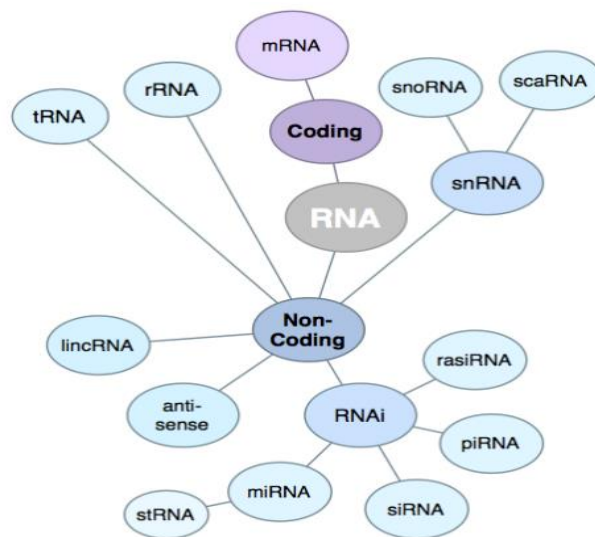 mRNA
snoRNA
scaRNA
rRNA
tRNA
Coding
snRNA
RNA
Non-
Coding
lincRNA
rasiRNA
anti-
sense
RNAi
piRNA
miRNA
siRNA
stRNA